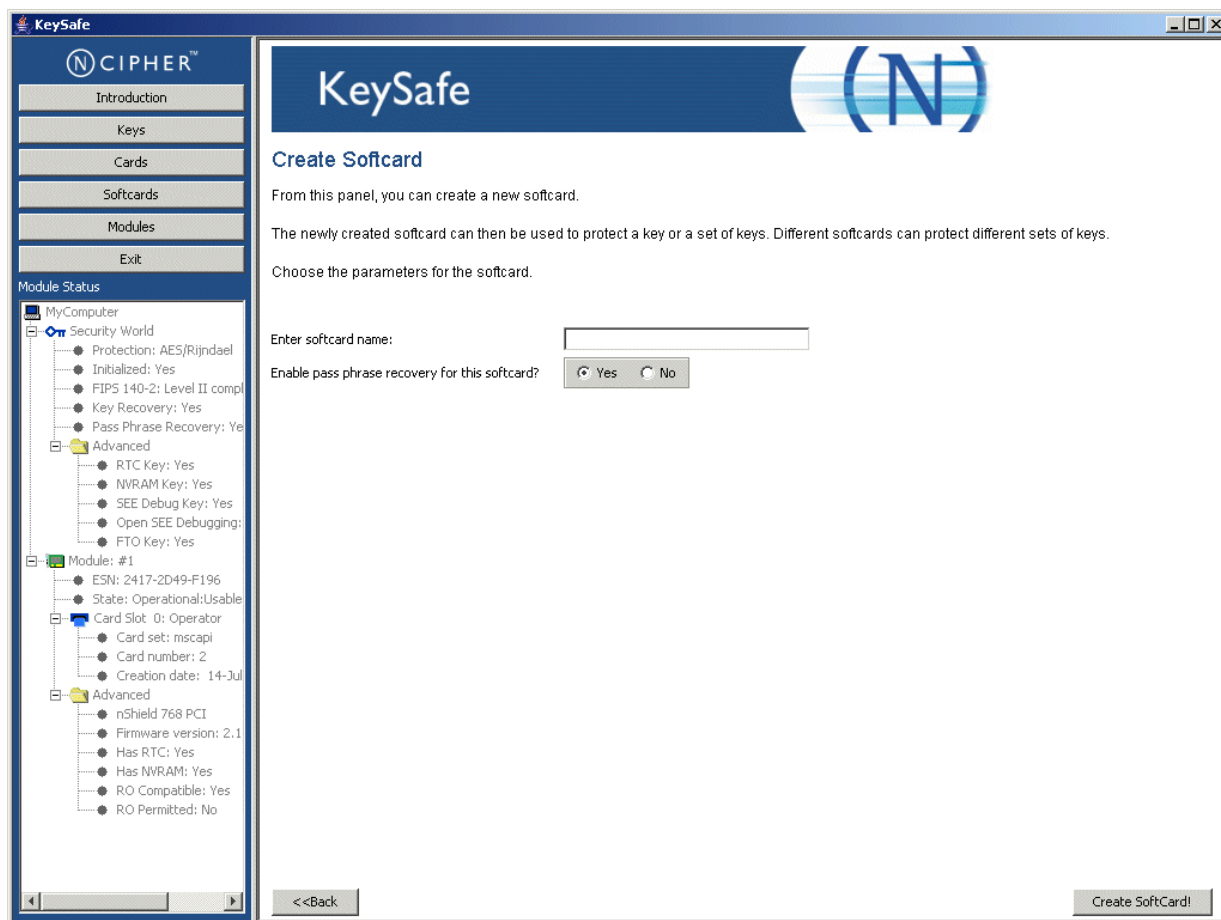 KeySafe
NCIPHER™
Introduction
Keys
Cards
Softcards
Modules
Exit
Module Status
MyComputer
Security World
Protection: AES/Rijndael
Initialized: Yes
FIPS 140-2: Level II compl
Key Recovery: Yes
Pass Phrase Recovery: Ye
Advanced
RTC Key: Yes
NVRAM Key: Yes
SEE Debug Key: Yes
Open SEE Debugging:
FTO Key: Yes
Module: #1
ESN: 2417-2D49-F196
State: Operational:Usable
Card Slot 0: Operator
Card set: mscapi
Card number: 2
Creation date: 14-Jul
Advanced
nShield 768 PCI
Firmware version: 2.1
Has RTC: Yes
Has NVRAM: Yes
RO Compatible: Yes
RO Permitted: No
KeySafe
(N)
Create Softcard
From this panel, you can create a new softcard.
The newly created softcard can then be used to protect a key or a set of keys. Different softcards can protect different sets of keys.
Choose the parameters for the softcard.
Enter softcard name:
Enable pass phrase recovery for this softcard? Yes No
<<Back
Create SoftCard!